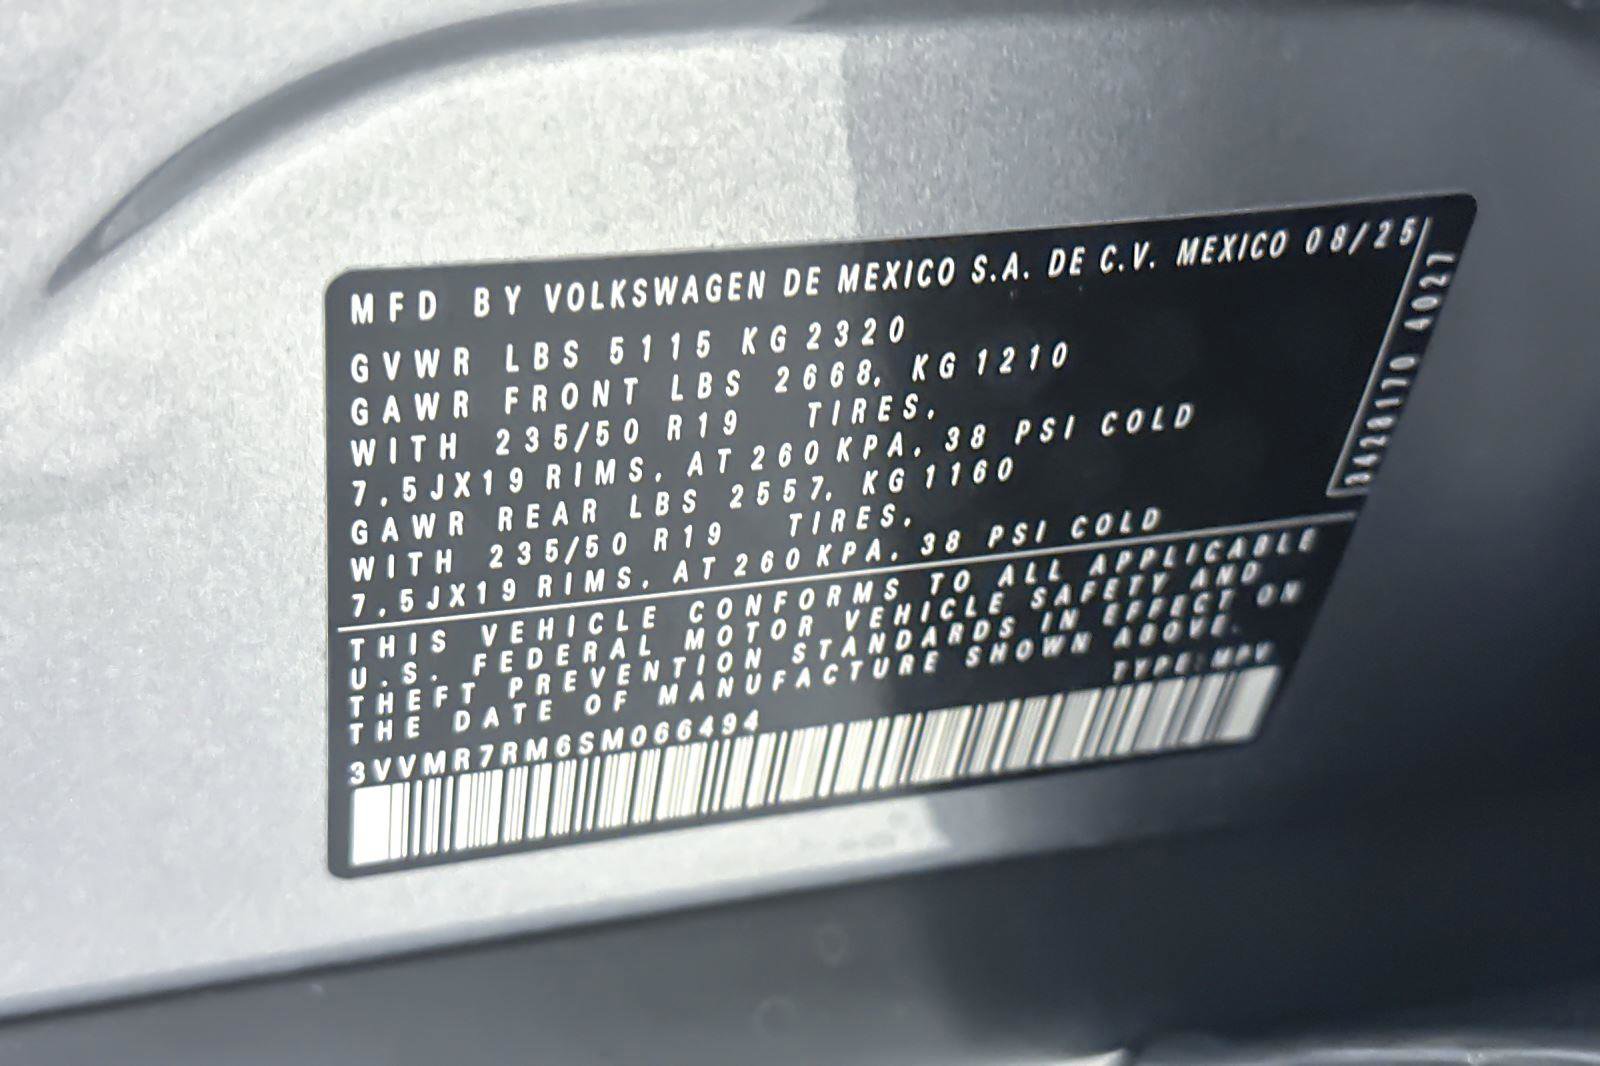 MFD BY VOLKSWAGEN DE MEXICO S.A. DE C.V. MEXICO 08/25
GVWR LBS 5115 KG 2320
GAWR FRONT LBS 2668, KG 1210
WITH 235/50 R19 TIRES,
7,5JX19 RIMS, AT 260 KPA, 38 PSI COLD
GAWR REAR LBS 2557, KG 1160
WITH 235/50 R19 TIRES,
7,5JX19 RIMS, AT 260 KPA, 38 PSI COLD
THIS VEHICLE CONFORMS TO ALL APPLICABLE
U.S. FEDERAL MOTOR VEHICLE SAFETY AND
THEFT PREVENTION STANDARDS IN EFFECT ON
THE DATE OF MANUFACTURE SHOWN ABOVE.
TYPE: MPV
3VVMR7RM6SM066494
4027